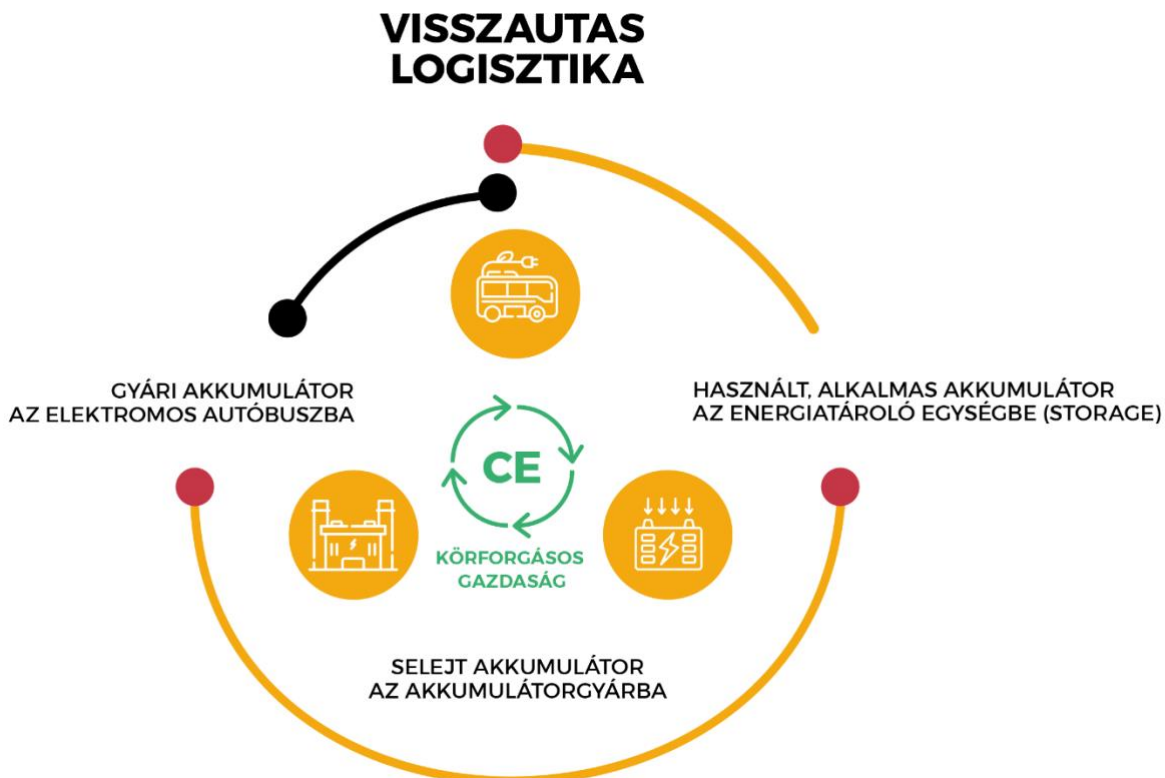 VISSZAUTAS
LOGISZTIKA
GYÁRI AKKUMULÁTOR
AZ ELEKTROMOS AUTÓBUSZBA
HASZNÁLT, ALKALMAS AKKUMULÁTOR
AZ ENERGIATÁROLÓ EGYSÉGBE (STORAGE)
CE
KÖRFORGÁSOS
GAZDASÁG
SELEJT AKKUMULÁTOR
AZ AKKUMULÁTORGYÁRBA